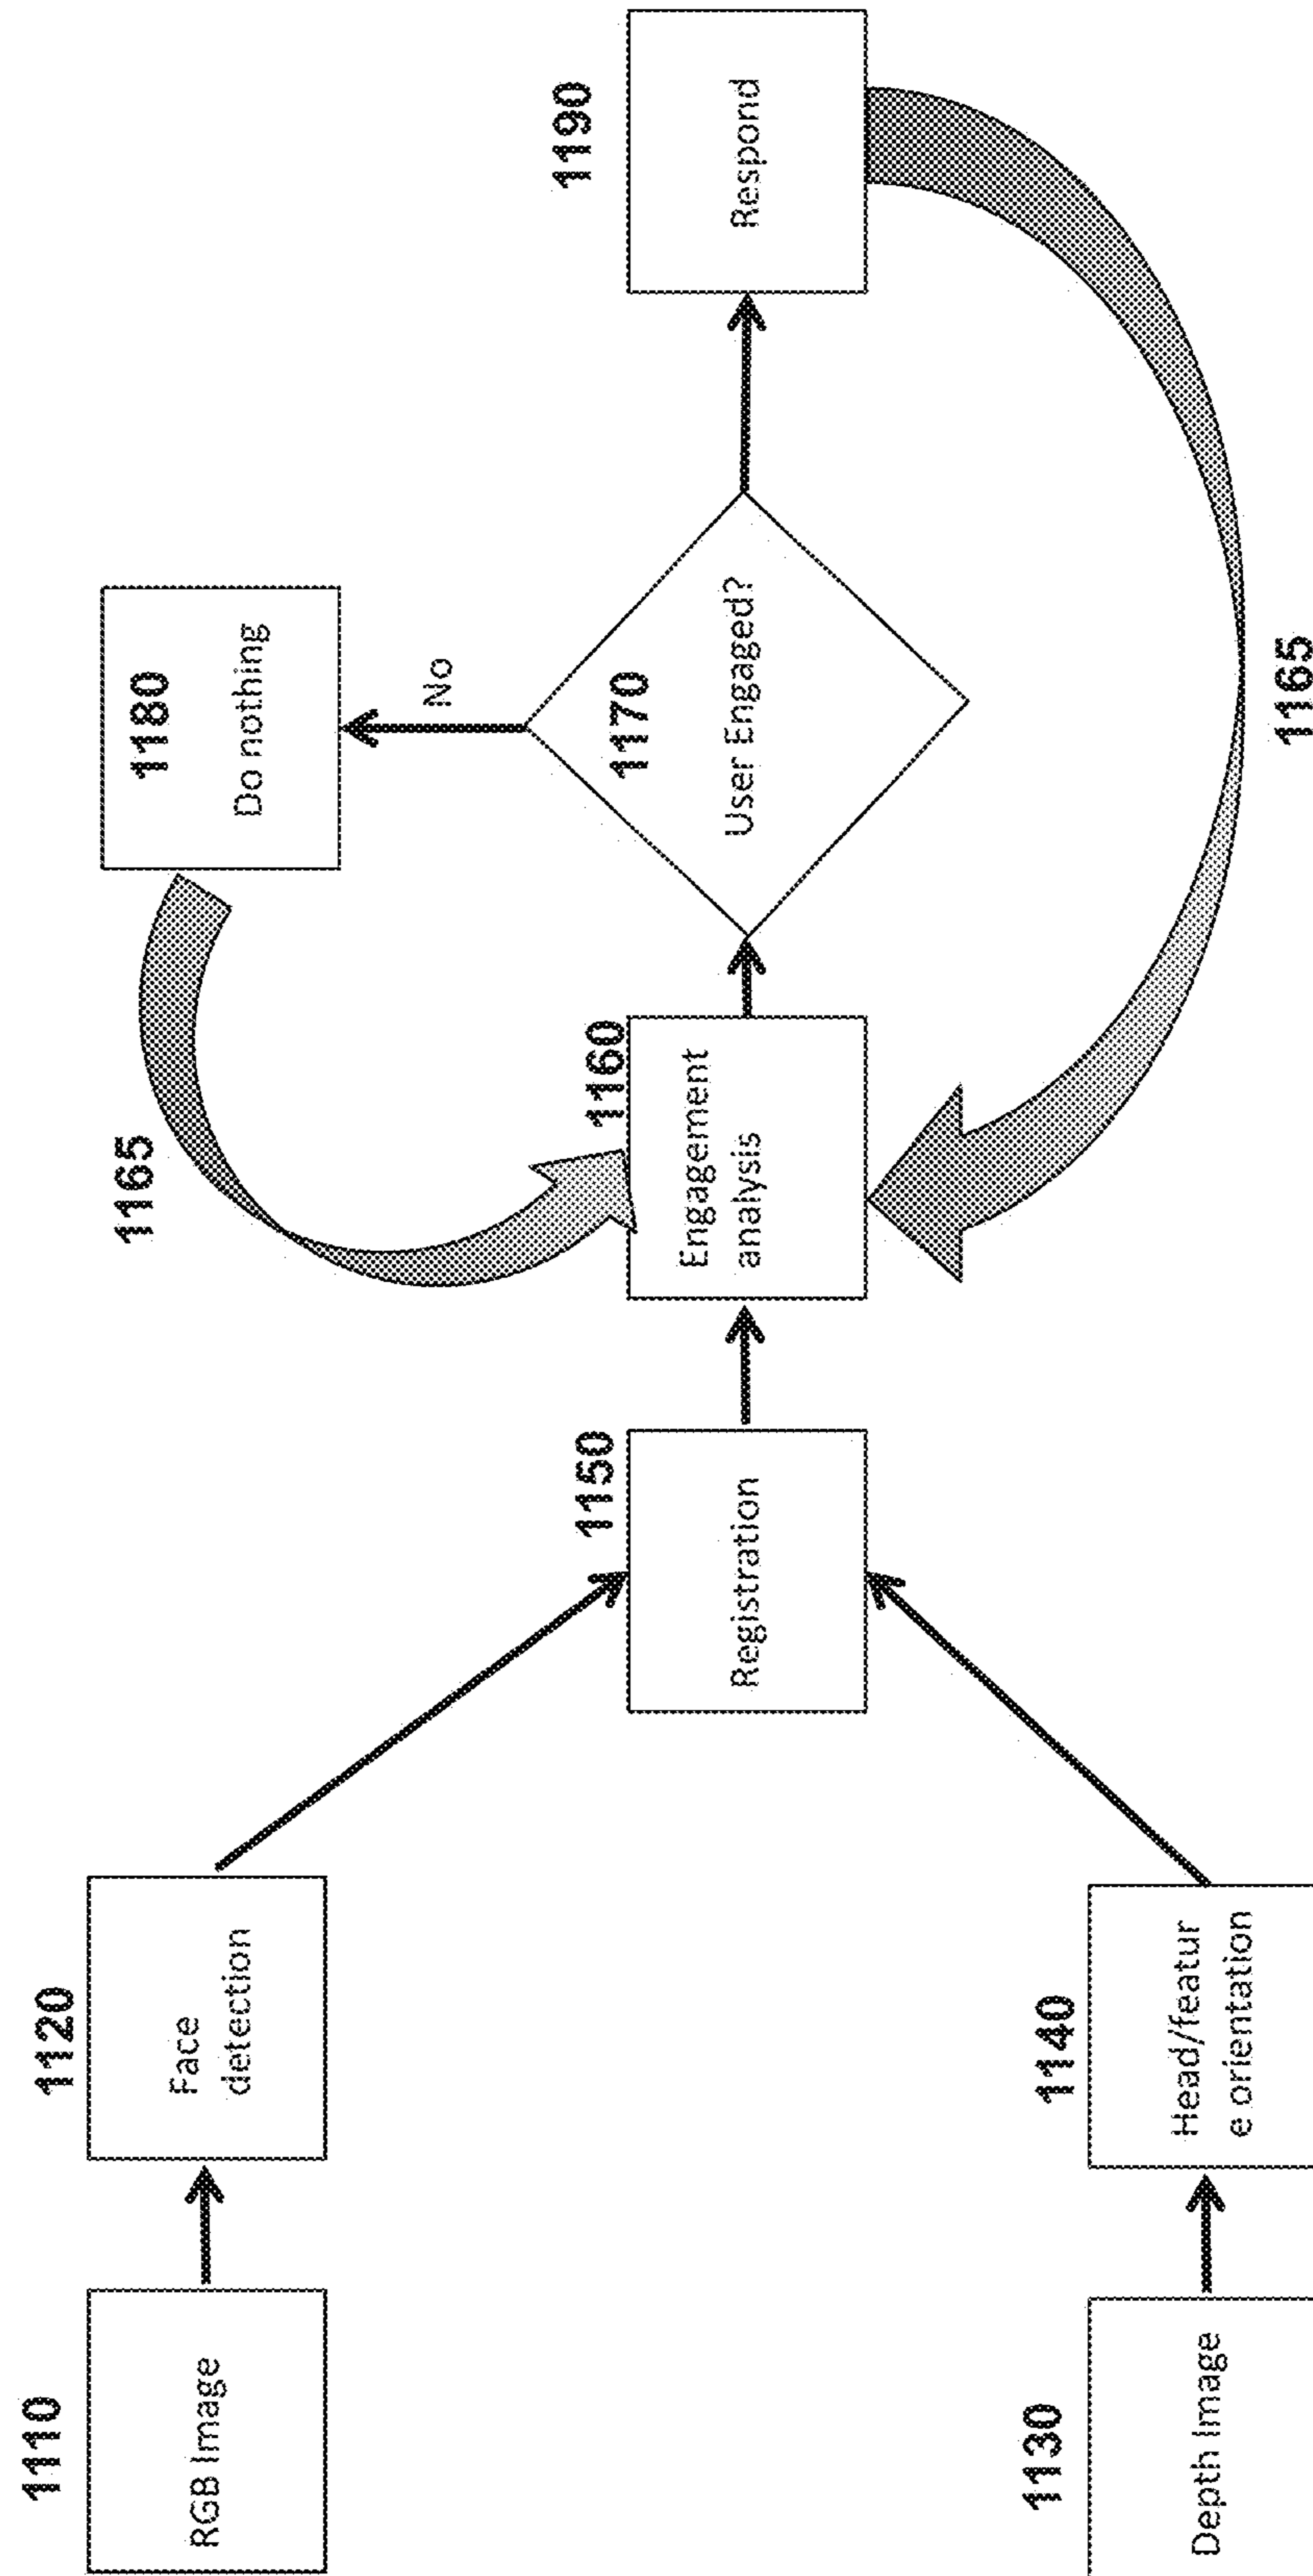 1110
RGB Image
1120
Face
detection
1130
Depth Image
1140
Head/featur
e orientation
1150
Registration
1160
Engagement
analysis
1165
1170
User Engaged?
No
1180
Do nothing
1190
Respond
1165